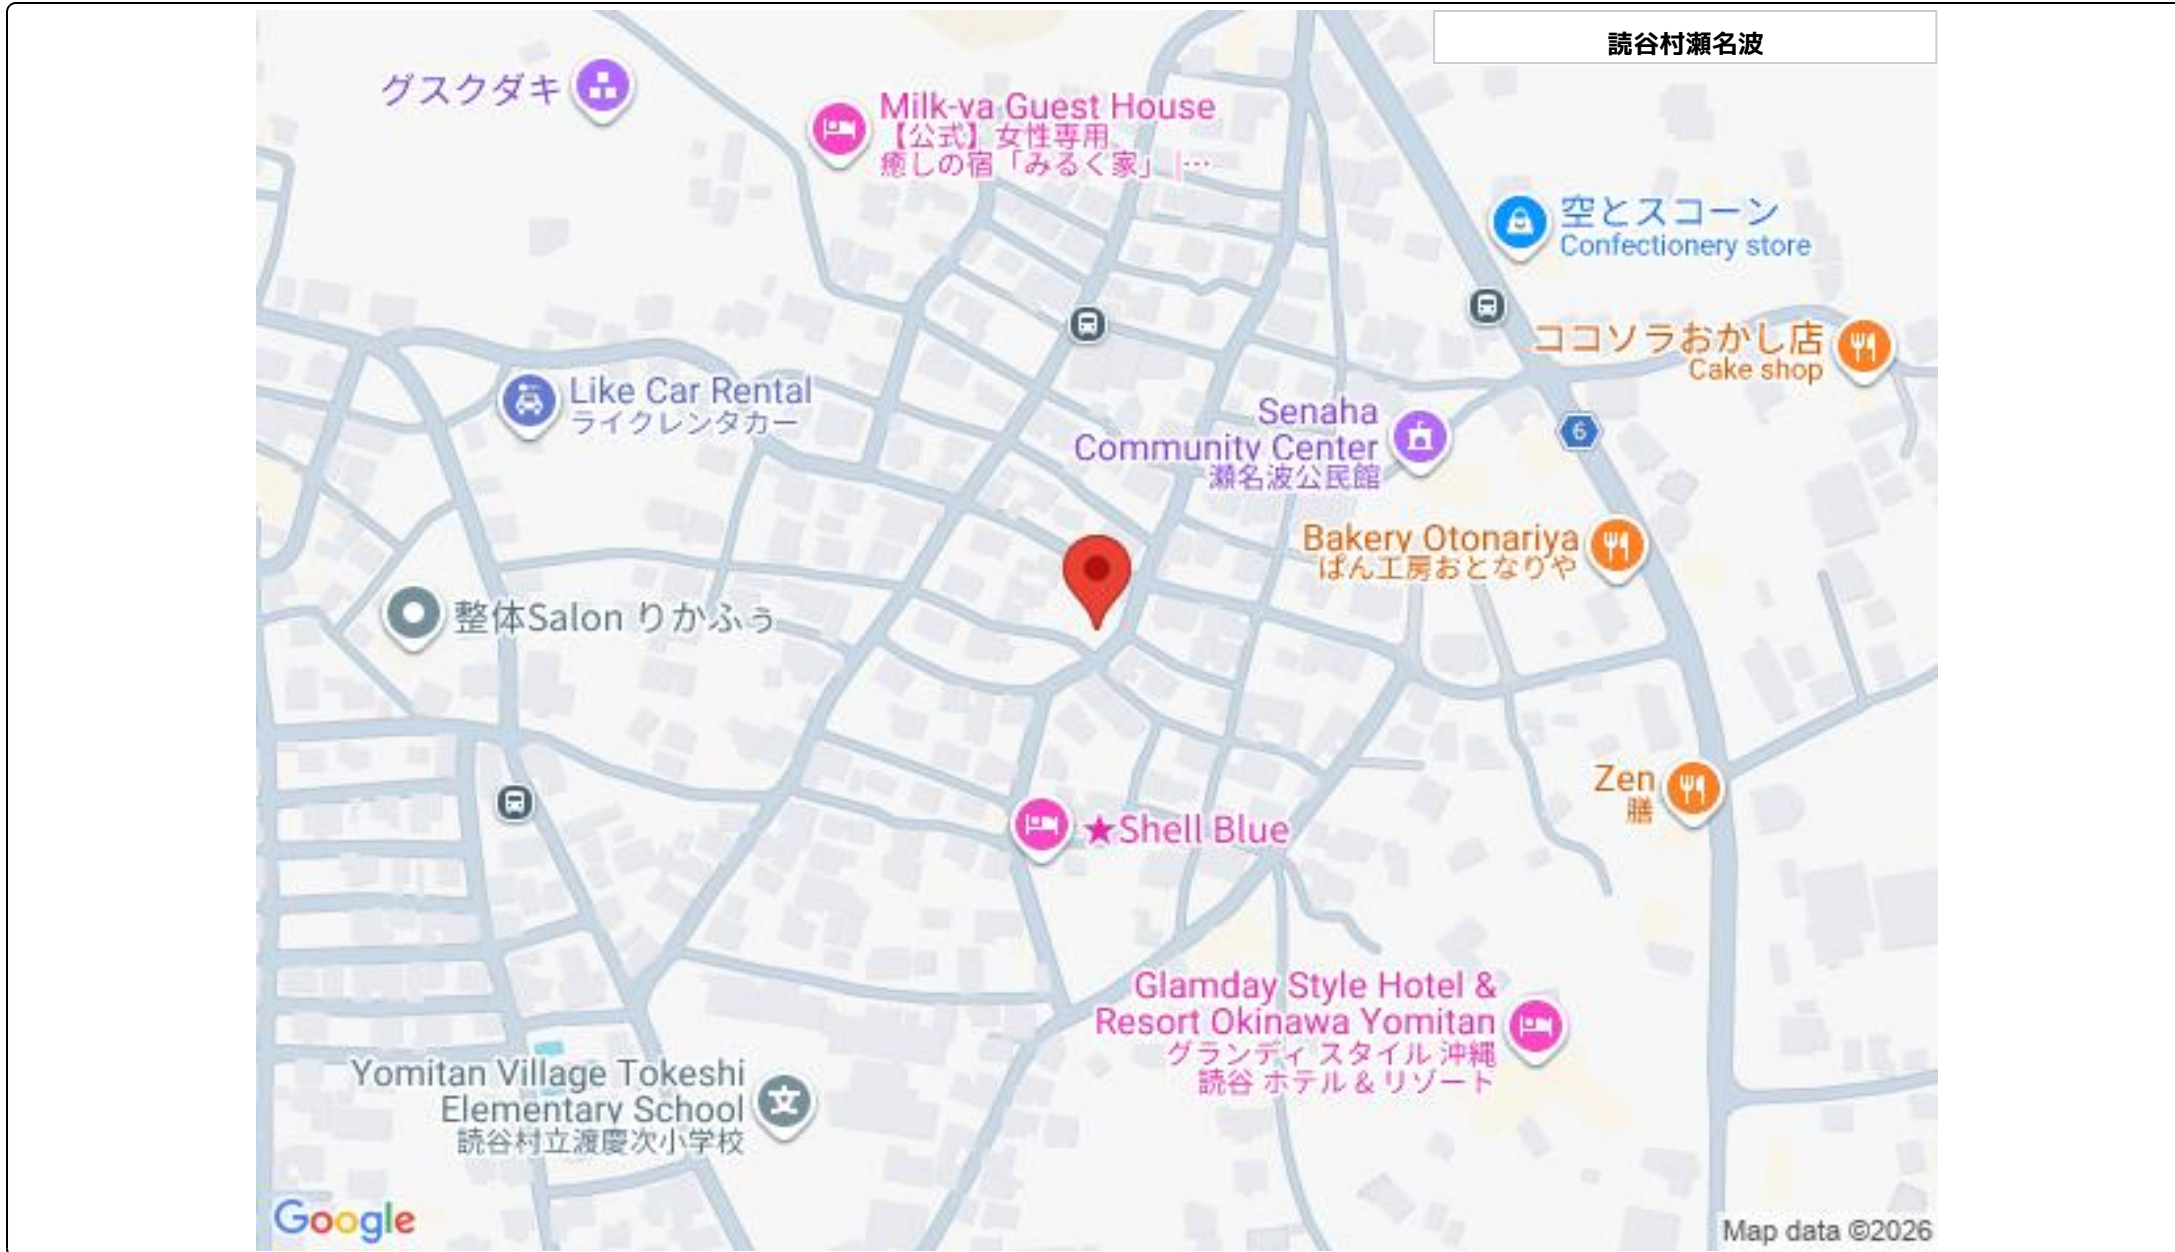 読谷村瀬名波
グスクダキ
Milk-va Guest House
【公式】女性専用
癒しの宿「みるぐ家」|…
空とスコーン
Confectionery store
ココソラおかし店
Cake shop
Like Car Rental
ライクレンタカー
Senaha
Community Center
瀬名波公民館
6
Bakery Otonariya
ぱん工房おとなりや
整体Salon りかふぅ
Zen
膳
★Shell Blue
Glamday Style Hotel &
Resort Okinawa Yomitan
グランディ スタイル 沖縄
読谷 ホテル & リゾート
Yomitan Village Tokeshi
Elementary School
読谷村立渡慶次小学校
文
Google
Map data ©2026